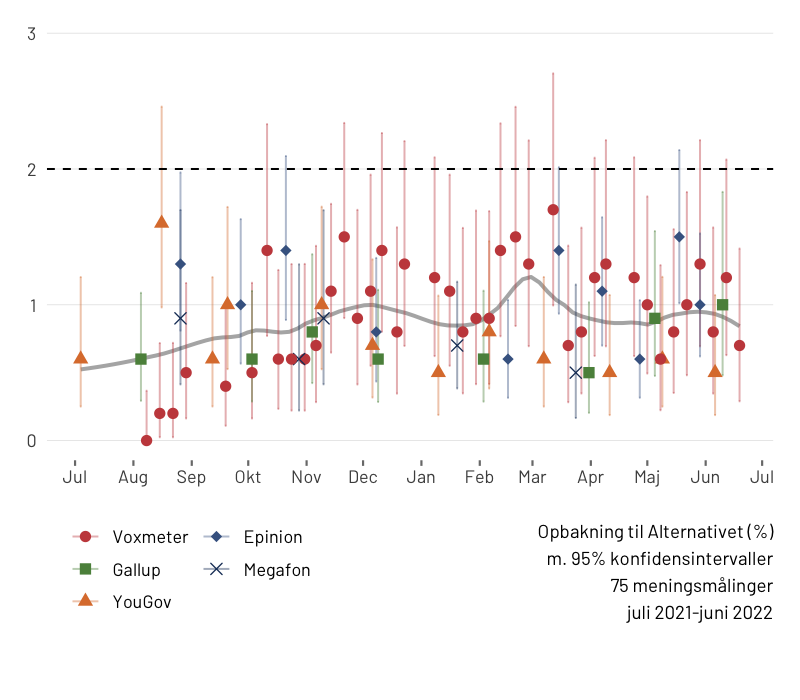 3
2
1
0
Jul Aug Sep Okt Nov Dec Jan Feb Mar Apr Maj Jun Jul
Voxmeter Epinion
Gallup Megafon
YouGov
Opbakning til Alternativet (%)
m. 95% konfidensintervaller
75 meningsmålinger
juli 2021-juni 2022